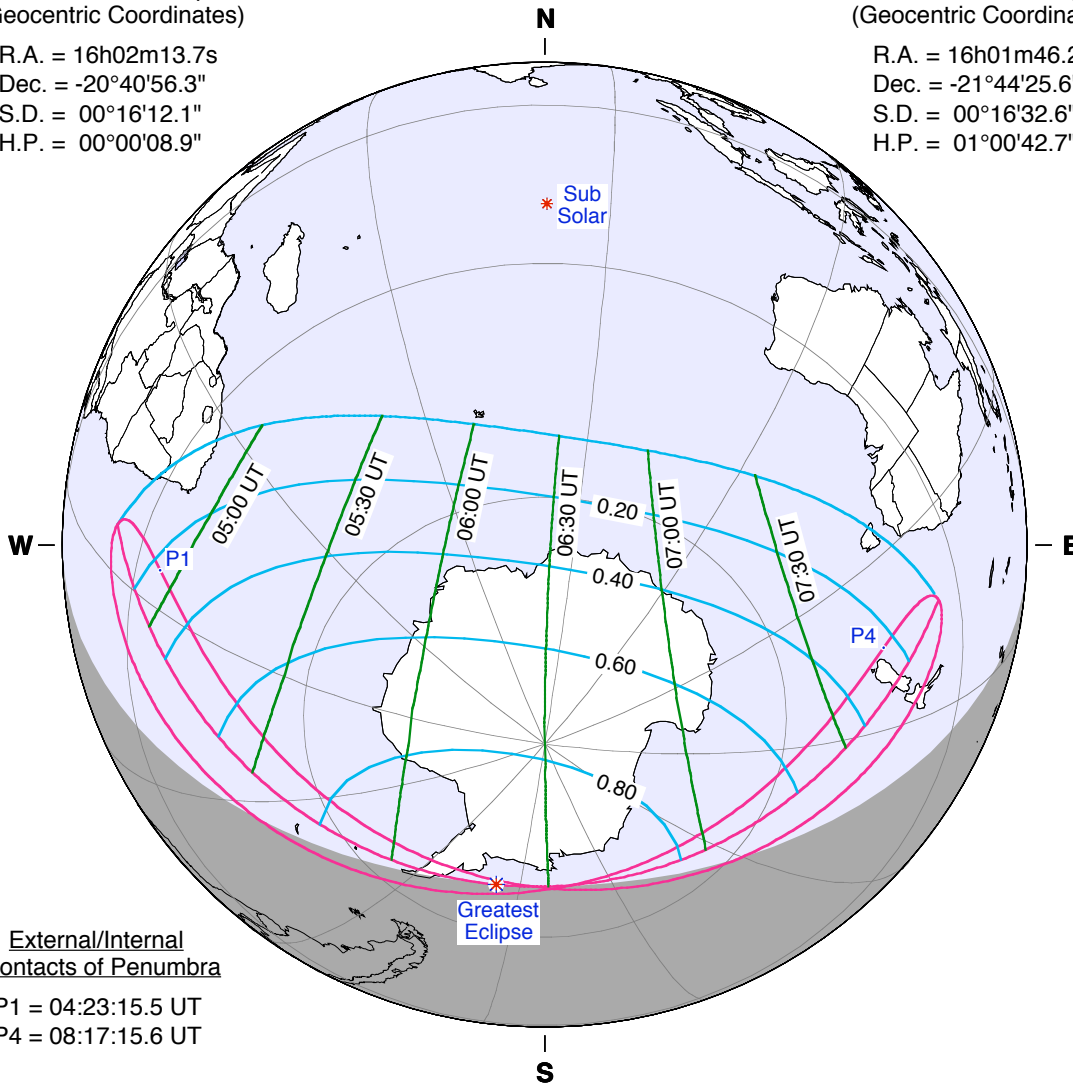 Geocentric Coordinates)
R.A. = 16h02m13.7s
Dec. = -20°40'56.3"
S.D. = 00°16'12.1"
H.P. = 00°00'08.9"
N
(Geocentric Coordina
R.A. = 16h01m46.2
Dec. = -21°44'25.6"
S.D. = 00°16'32.6"
H.P. = 01°00'42.7"
Sub
Solar
05:00 UT
05:30 UT
06:00 UT
06:30 UT
07:00 UT
07:30 UT
0.20
0.40
0.60
0.80
W
E
P1
P4
Greatest
Eclipse
External/Internal
ontacts of Penumbra
P1 = 04:23:15.5 UT
P4 = 08:17:15.6 UT
S